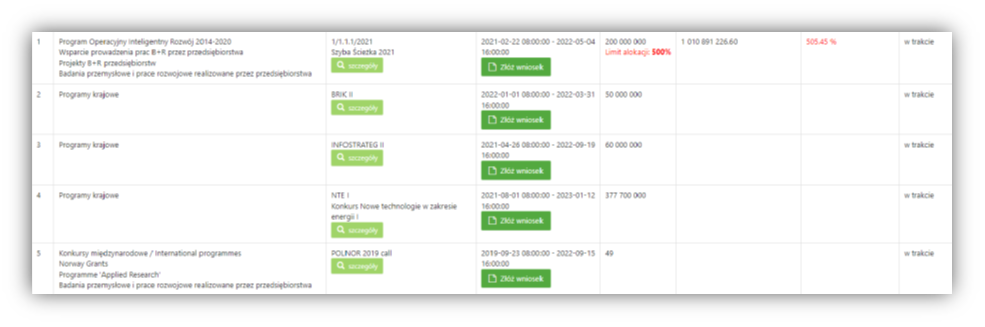 1
Program Operacyjny Inteligentny Rozwój 2014-2020
Wsparcie prowadzenia prac B+R przez przedsiębiorstwa
Projekty B+R przedsiębiorstw
Badania przemysłowe i prace rozwojowe realizowane przez przedsiębiorstwa
1/1.1.1/2021
Szyba Ścieżka 2021
szczegóły
2021-02-22 08:00:00 - 2022-05-04
16:00:00
Złóż wniosek
200 000 000
Limit alokacji: 500%
1 010 891 226.60
505.45 %
w trakcie
2
Programy krajowe
BRIK II
szczegóły
2022-01-01 08:00:00 - 2022-03-31
16:00:00
Złóż wniosek
50 000 000
w trakcie
3
Programy krajowe
INFOSTRATEG II
szczegóły
2021-04-26 08:00:00 - 2022-09-19
16:00:00
Złóż wniosek
60 000 000
w trakcie
4
Programy krajowe
NTE I
Konkurs Nowe technologie w zakresie
energii I
szczegóły
2021-08-01 08:00:00 - 2023-01-12
16:00:00
Złóż wniosek
377 700 000
w trakcie
5
Konkursy międzynarodowe / International programmes
Norway Grants
Programme 'Applied Research'
Badania przemysłowe i prace rozwojowe realizowane przez przedsiębiorstwa
POLNOR 2019 call
szczegóły
2019-09-23 08:00:00 - 2022-09-15
16:00:00
Złóż wniosek
49
w trakcie